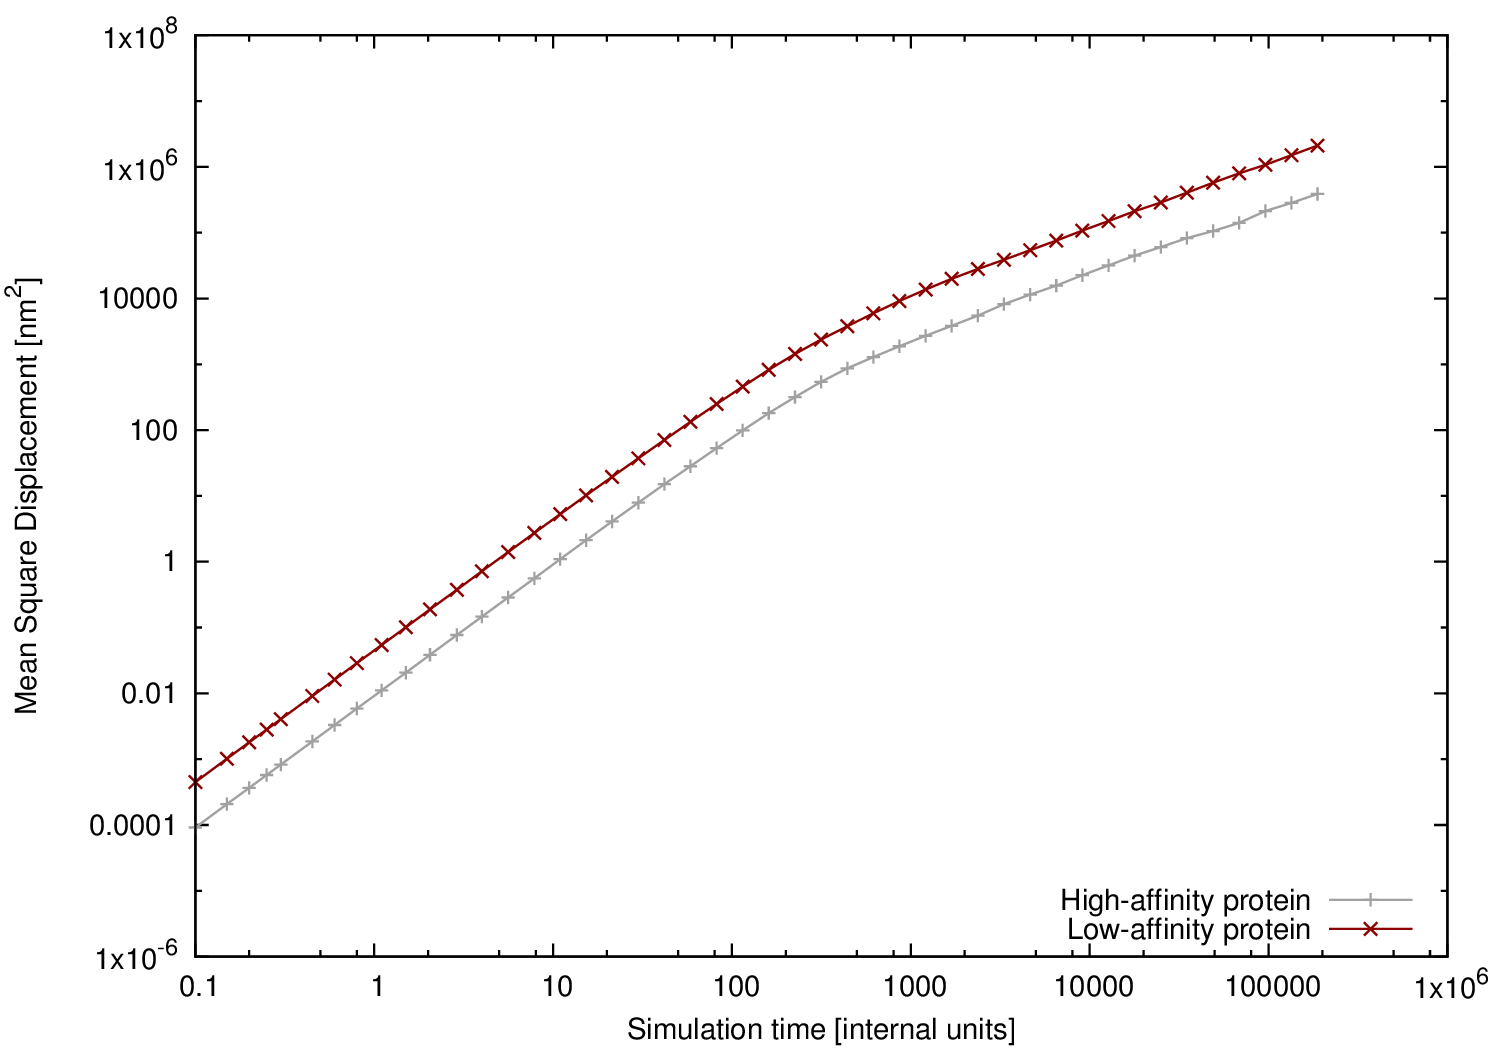 1x10^8
1x10^6
10000
100
1
0.01
0.0001
1x10^-6
Mean Square Displacement [nm^2]
High-affinity protein
Low-affinity protein
0.1 1 10 100 1000 10000 100000 1x10^6
Simulation time [internal units]